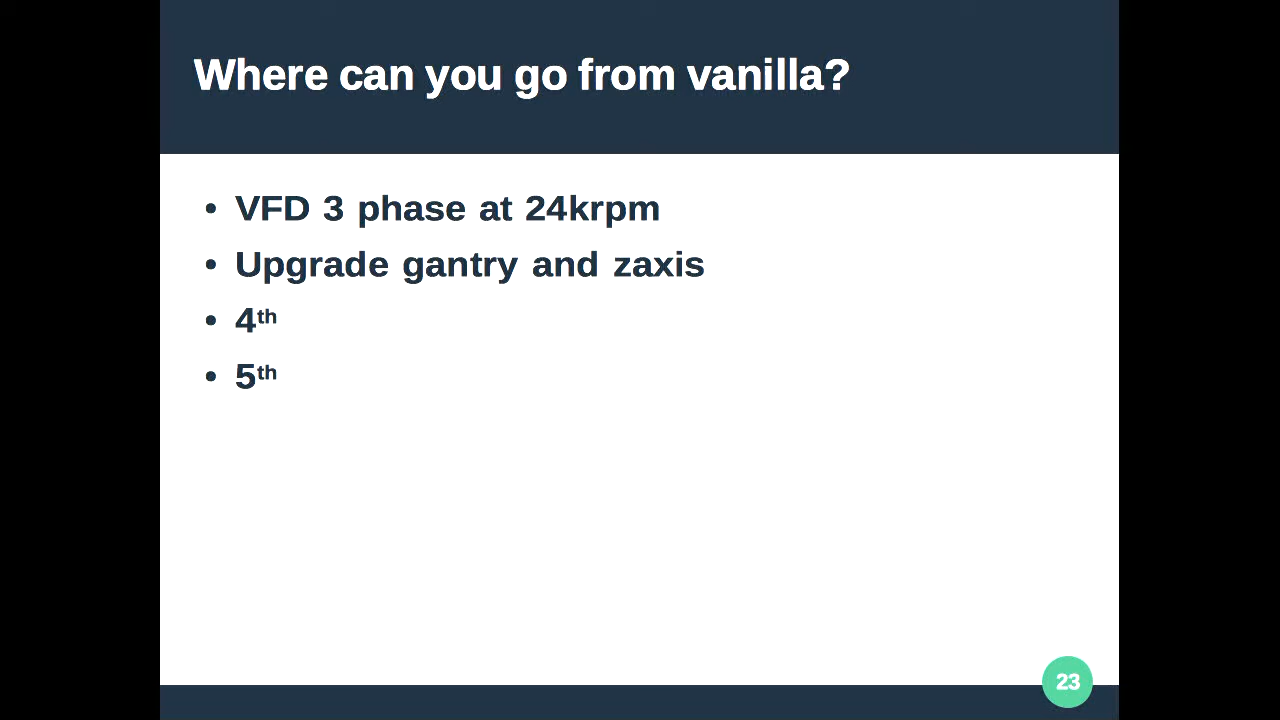 Where can you go from vanilla?
• VFD 3 phase at 24krpm
• Upgrade gantry and zaxis
• 4th
• 5th
23